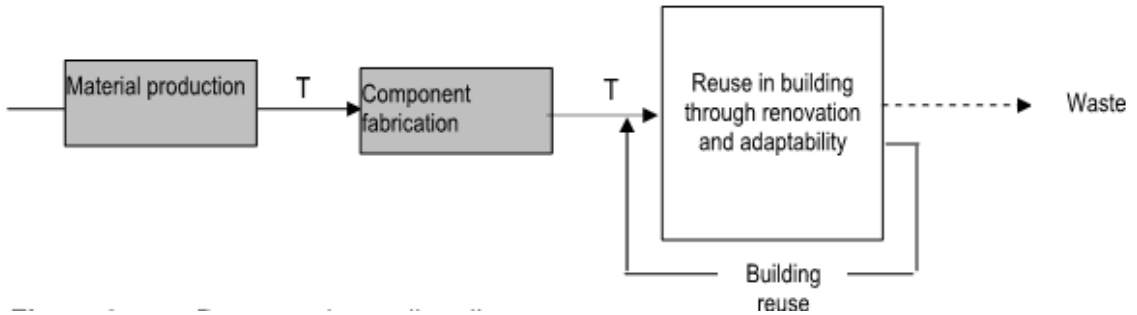 Material production
T
Component
fabrication
T
Reuse in building
through renovation
and adaptability
Waste
Building
reuse